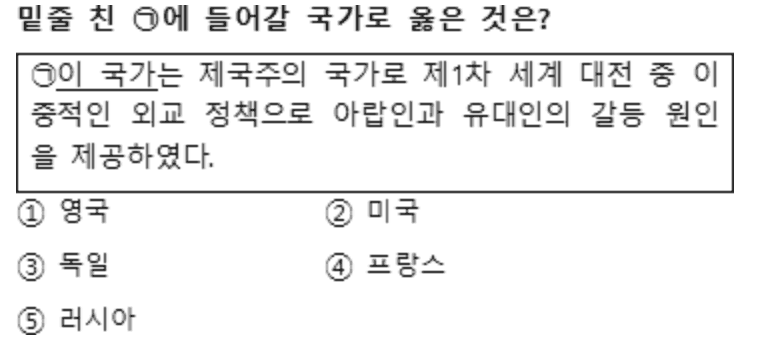 밑줄 친 ㉠에 들어갈 국가로 옳은 것은?
㉠이 국가는 제국주의 국가로 제1차 세계 대전 중 이
중적인 외교 정책으로 아랍인과 유대인의 갈등 원인
을 제공하였다.
① 영국 ② 미국
③ 독일 ④ 프랑스
⑤ 러시아